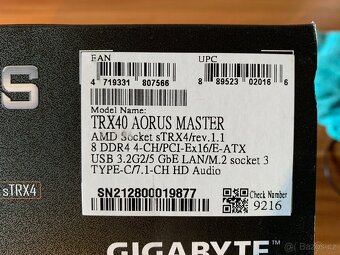 EAN
UPC
4 719331 807566
8 89523 02016 6
S
Model Name:
TRX40 AORUS MASTER
AMD Socket sTRX4/rev.1.1
8 DDR4 4-CH/PCI-Ex16/E-ATX
USB 3.2G2/5 GbE LAN/M.2 socket 3
TYPE-C/7.1-CH HD Audio
sTRX4
SN212800019877
Check Number
9216
GIGABYTE
Bazoš.cz